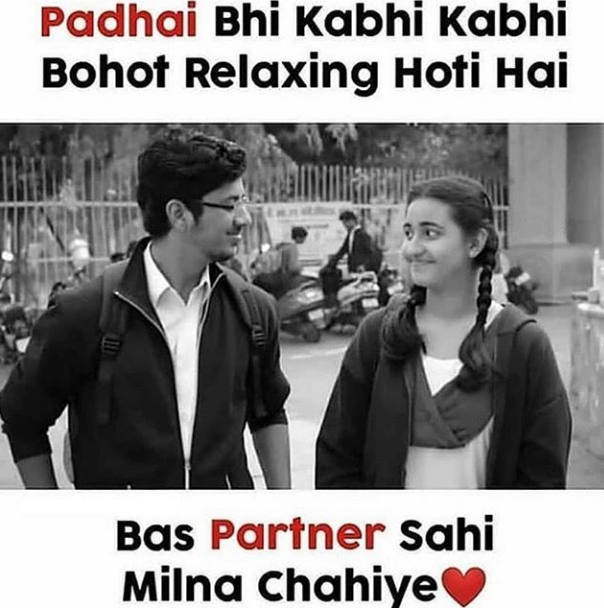 Padhai Bhi Kabhi Kabhi
Bohot Relaxing Hoti Hai
Bas Partner Sahi
Milna Chahiye❤️